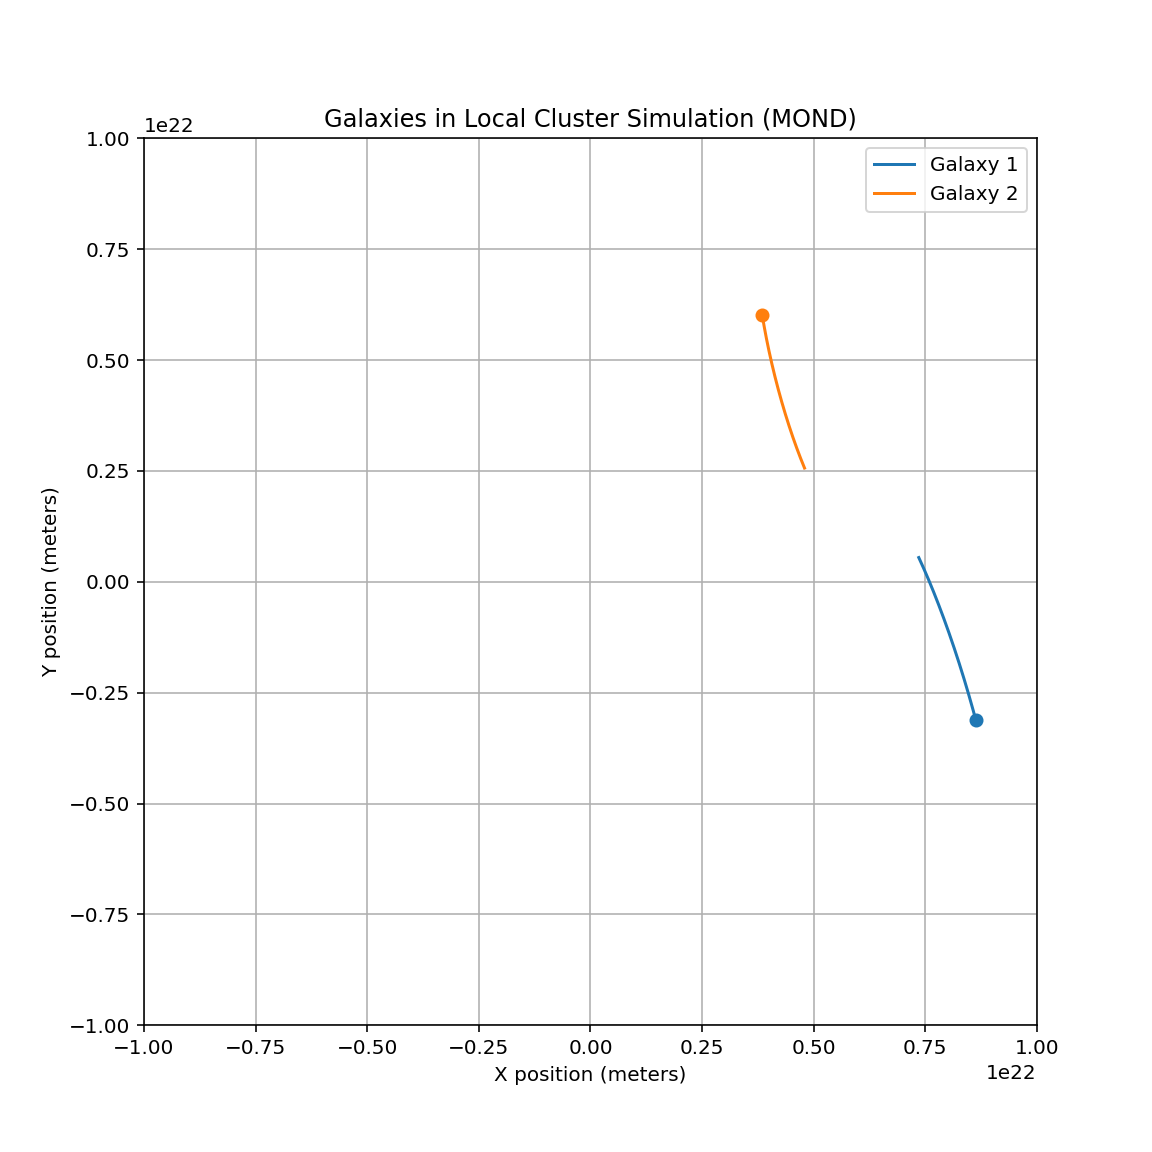 Galaxies in Local Cluster Simulation (MOND)
1e22
1.00
0.75
0.50
0.25
0.00
−0.25
−0.50
−0.75
−1.00
Y position (meters)
Galaxy 1
Galaxy 2
−1.00 −0.75 −0.50 −0.25 0.00 0.25 0.50 0.75 1.00
X position (meters)
1e22